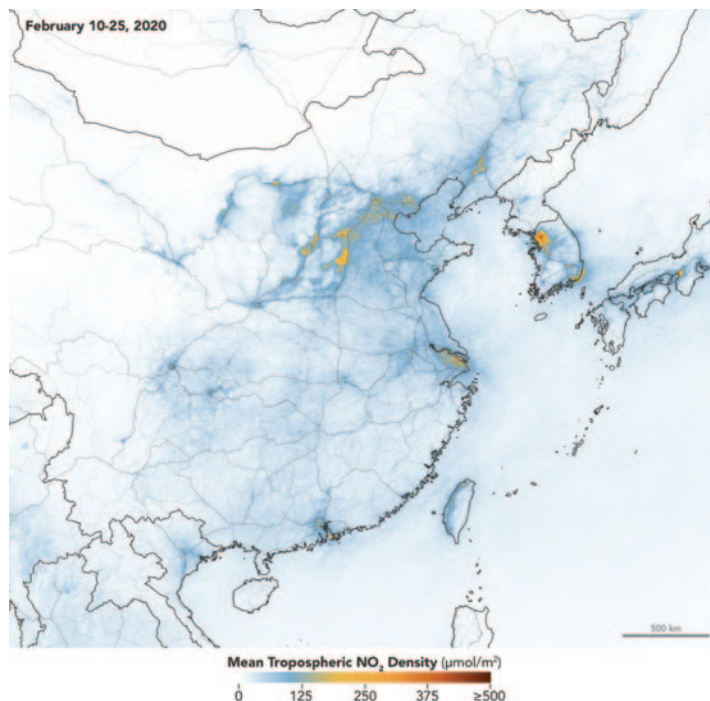 February 10-25, 2020
500 km
Mean Tropospheric NO₂ Density (μmol/m²)
0 125 250 375 ≥500